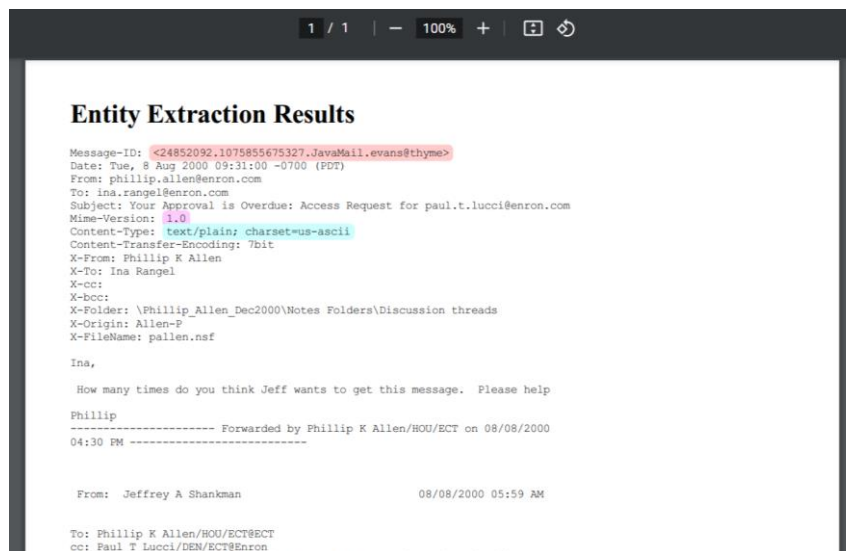 1 / 1 | — 100% +
Entity Extraction Results
Message-ID: <24852092.1075855675327.JavaMail.evans@thyme>
Date: Tue, 8 Aug 2000 09:31:00 -0700 (PDT)
From: phillip.allen@enron.com
To: ina.rangel@enron.com
Subject: Your Approval is Overdue: Access Request for paul.t.lucci@enron.com
Mime-Version: 1.0
Content-Type: text/plain; charset=us-ascii
Content-Transfer-Encoding: 7bit
X-From: Phillip K Allen
X-To: Ina Rangel
X-cc:
X-bcc:
X-Folder: \Phillip_Allen_Dec2000\Notes Folders\Discussion threads
X-Origin: Allen-P
X-FileName: pallen.nsf
Ina,
How many times do you think Jeff wants to get this message.  Please help
Phillip
---------------------- Forwarded by Phillip K Allen/HOU/ECT on 08/08/2000
04:30 PM ---------------------------
From:  Jeffrey A Shankman                           08/08/2000 05:59 AM
To: Phillip K Allen/HOU/ECT@ECT
cc: Paul T Lucci/DEN/ECT@Enron